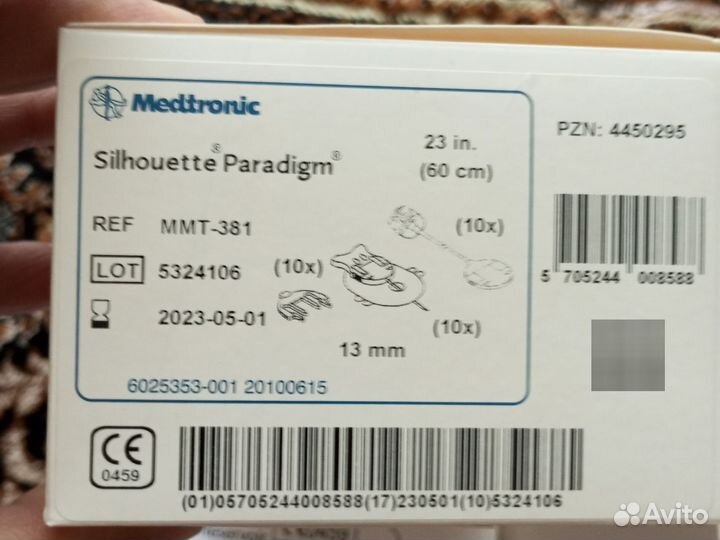 Medtronic
Silhouette® Paradigm®
23 in.
(60 cm)
PZN: 4450295
REF MMT-381
(10x)
LOT 5324106
(10x)
5 705244 008588
2023-05-01
(10x)
13 mm
6025353-001 20100615
CE
0459
(01)05705244008588(17)230501(10)5324106
Avito